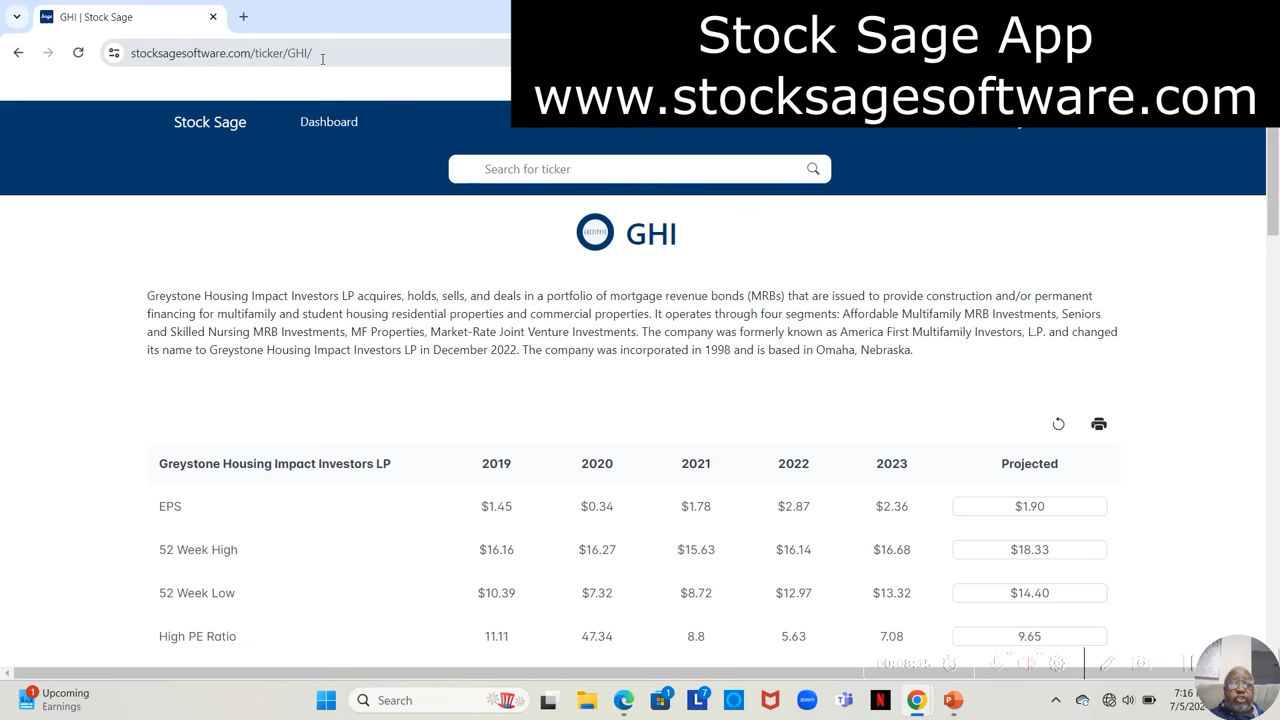 GHI | Stock Sage
stocksagesoftware.com/ticker/GHI/
Stock Sage App
www.stocksagesoftware.com
Stock Sage
Dashboard
Search for ticker
GHI
Greystone Housing Impact Investors LP acquires, holds, sells, and deals in a portfolio of mortgage revenue bonds (MRBs) that are issued to provide construction and/or permanent
financing for multifamily and student housing residential properties and commercial properties. It operates through four segments: Affordable Multifamily MRB Investments, Seniors
and Skilled Nursing MRB Investments, MF Properties, Market-Rate Joint Venture Investments. The company was formerly known as America First Multifamily Investors, L.P. and changed
its name to Greystone Housing Impact Investors LP in December 2022. The company was incorporated in 1998 and is based in Omaha, Nebraska.
Greystone Housing Impact Investors LP 2019 2020 2021 2022 2023 Projected
EPS $1.45 $0.34 $1.78 $2.87 $2.36 $1.90
52 Week High $16.16 $16.27 $15.63 $16.14 $16.68 $18.33
52 Week Low $10.39 $7.32 $8.72 $12.97 $13.32 $14.40
High PE Ratio 11.11 47.34 8.8 5.63 7.08 9.65
1 Upcoming
Earnings
Search
1
7
zoom
N
7:16
7/5/202